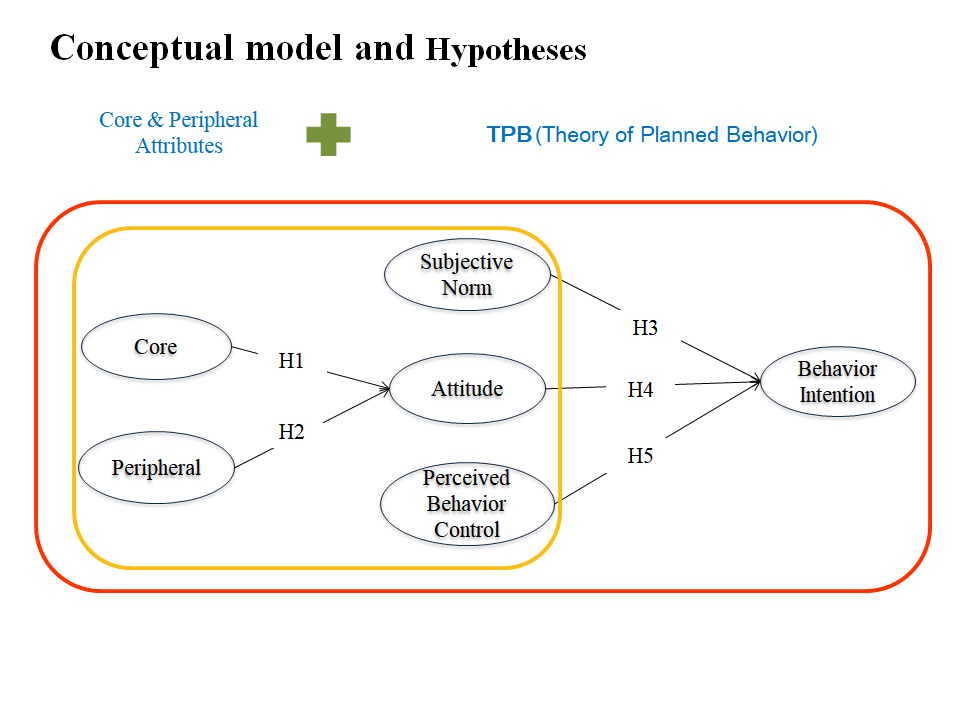 Conceptual model and Hypotheses
Core & Peripheral
Attributes
TPB (Theory of Planned Behavior)
Subjective
Norm
H3
Core
H1
Behavior
Intention
Attitude
H4
H2
Peripheral
H5
Perceived
Behavior
Control